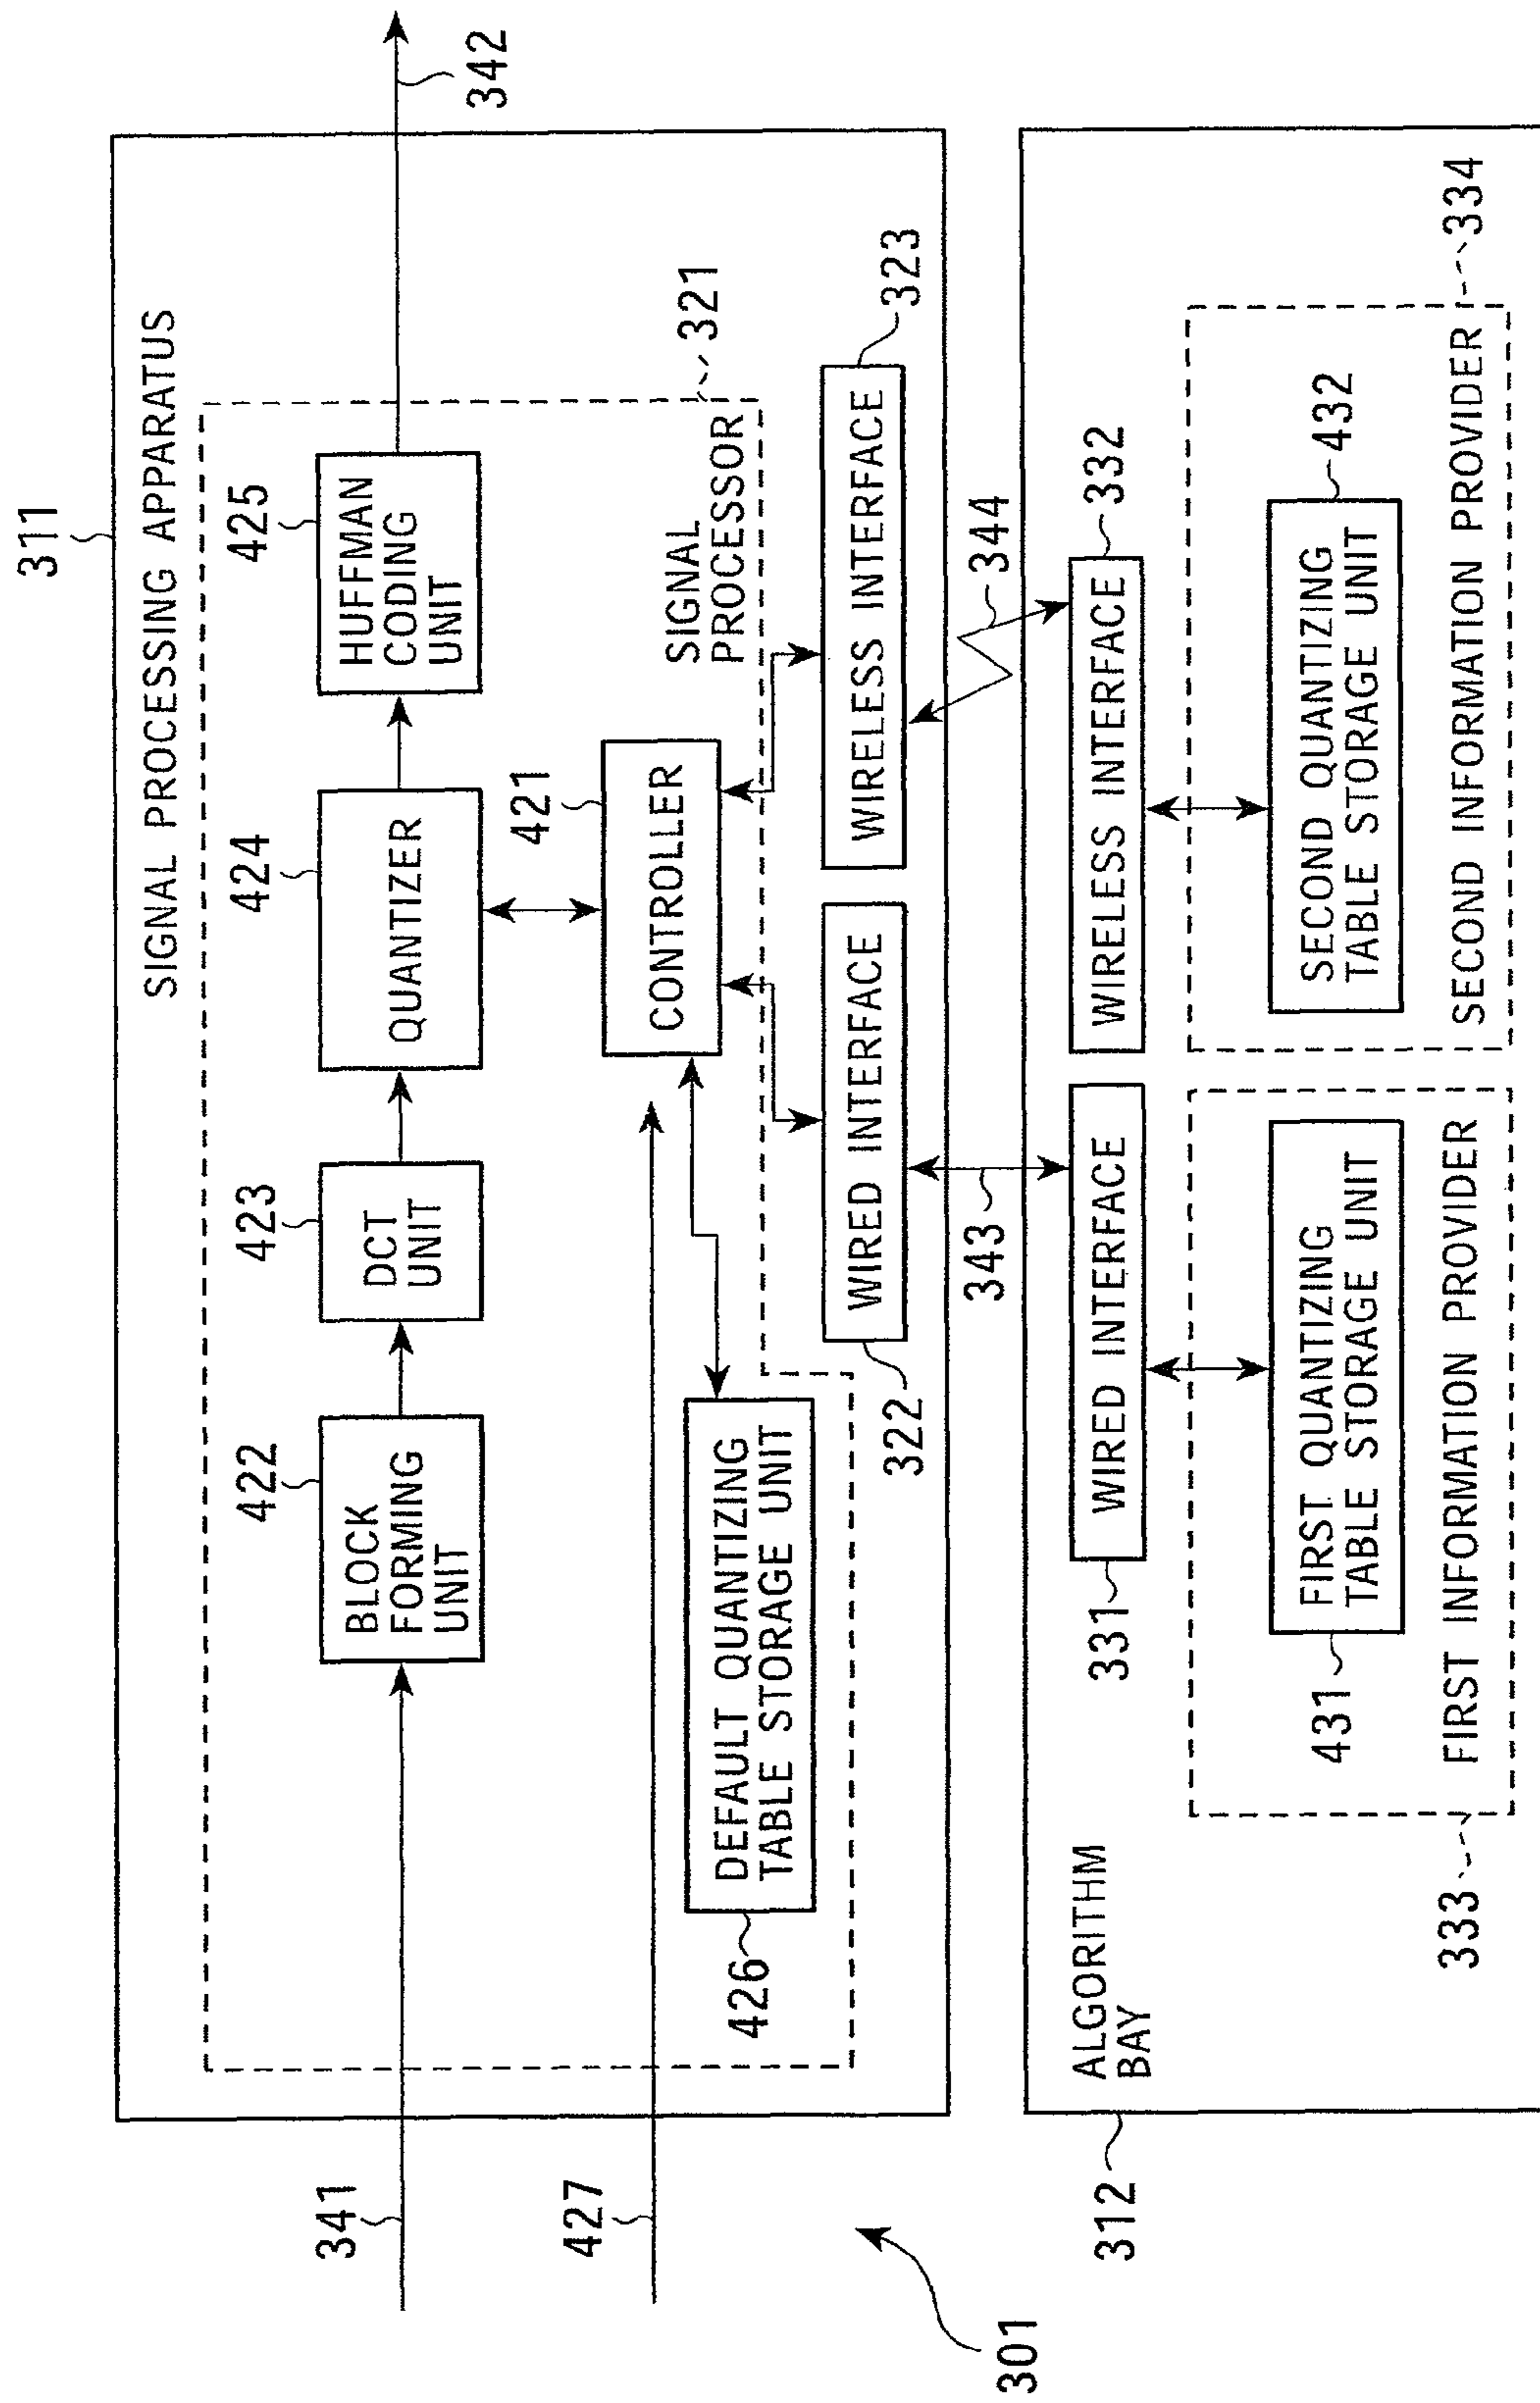 311
SIGNAL PROCESSING APPARATUS
342
341
422
BLOCK
FORMING
UNIT
423
DCT
UNIT
424
QUANTIZER
425
HUFFMAN
CODING
UNIT
427
421
CONTROLLER
SIGNAL
PROCESSOR
321
426
DEFAULT QUANTIZING
TABLE STORAGE UNIT
322
WIRED INTERFACE
WIRELESS INTERFACE
323
343
344
301
312
ALGORITHM
BAY
331
WIRED INTERFACE
WIRELESS INTERFACE
332
431
FIRST QUANTIZING
TABLE STORAGE UNIT
SECOND QUANTIZING
TABLE STORAGE UNIT
432
333
FIRST INFORMATION PROVIDER
SECOND INFORMATION PROVIDER
334